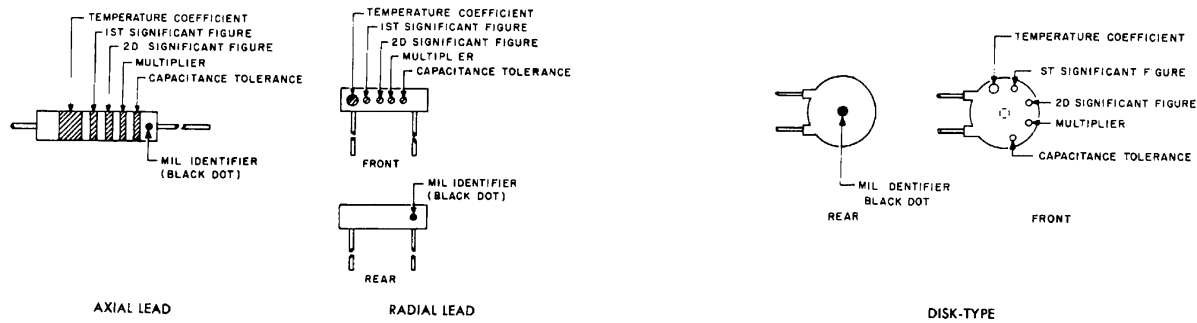 TEMPERATURE COEFFICIENT
1ST SIGNIFICANT FIGURE
2D SIGNIFICANT FIGURE
MULTIPLIER
CAPACITANCE TOLERANCE
MIL IDENTIFIER
(BLACK DOT)
AXIAL LEAD
TEMPERATURE COEFFICIENT
1ST SIGNIFICANT FIGURE
2D SIGNIFICANT FIGURE
MULTIPL ER
CAPACITANCE TOLERANCE
FRONT
MIL IDENTIFIER
(BLACK DOT)
REAR
RADIAL LEAD
MIL DENTIFIER
BLACK DOT
REAR
TEMPERATURE COEFFICIENT
ST SIGNIFICANT F GURE
2D SIGNIFICANT FIGURE
MULTIPLIER
CAPACITANCE TOLERANCE
FRONT
DISK-TYPE